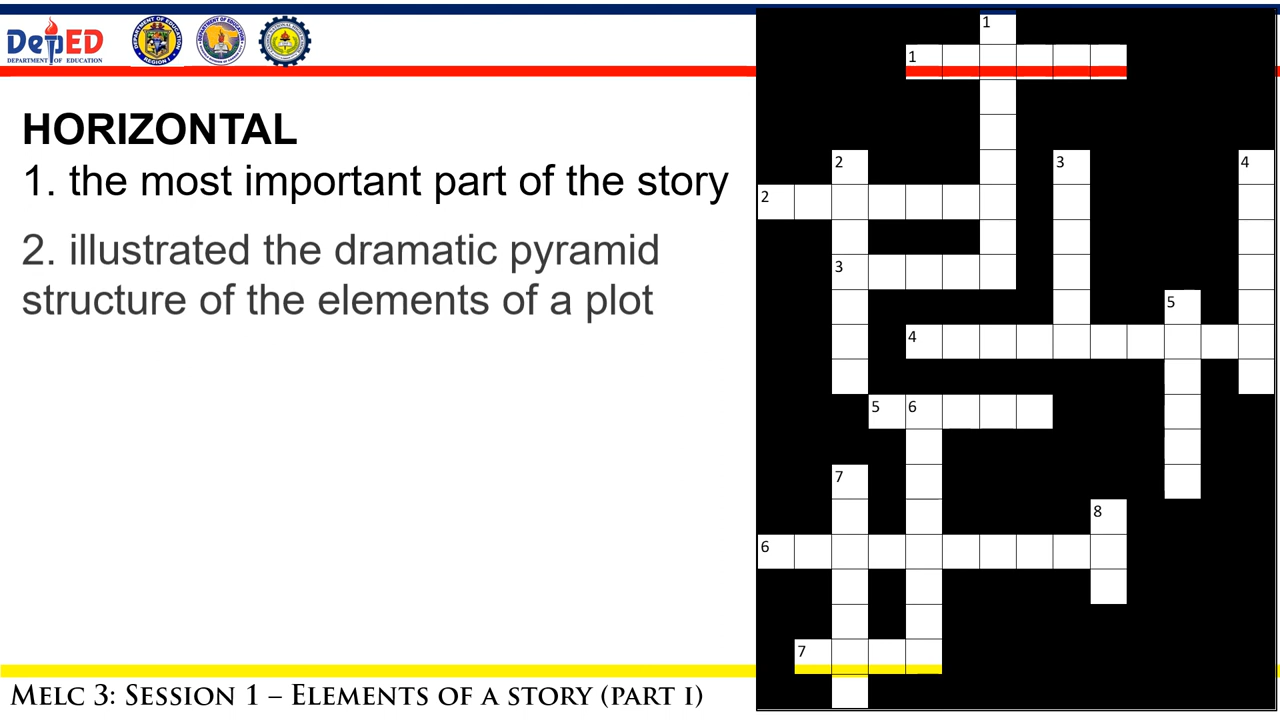 DepED
DEPARTMENT OF EDUCATION
HORIZONTAL
1. the most important part of the story
2. illustrated the dramatic pyramid
structure of the elements of a plot
1
1
2
3
4
2
3
5
4
5
6
7
8
6
7
MELC 3: SESSION 1 – ELEMENTS OF A STORY (PART I)